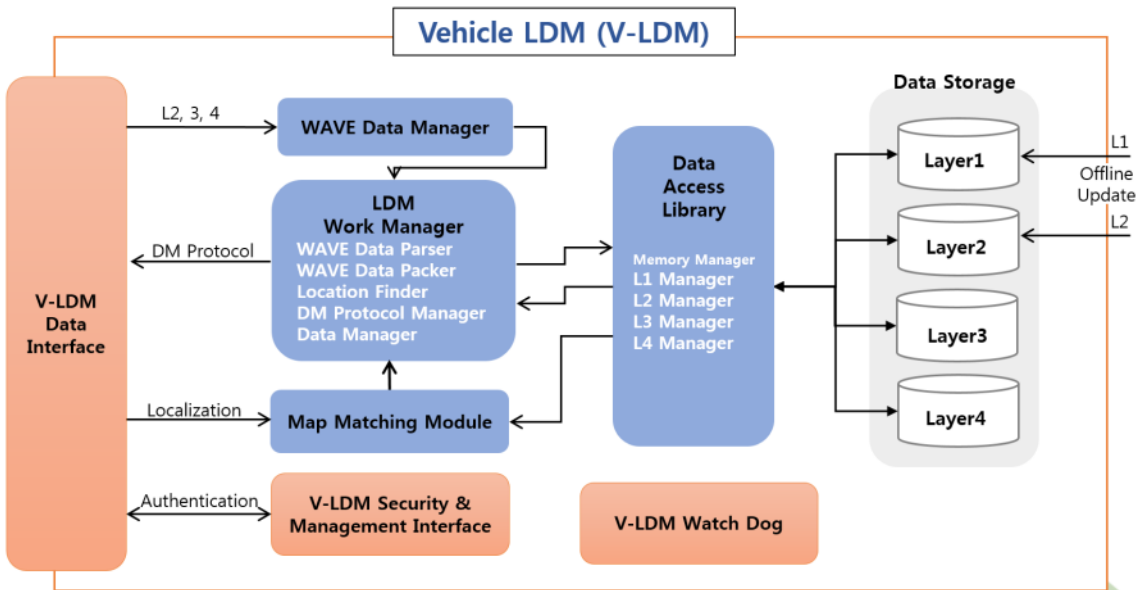 Vehicle LDM (V-LDM)
V-LDM
Data
Interface
L2, 3, 4
WAVE Data Manager
LDM
Work Manager
WAVE Data Parser
WAVE Data Packer
Location Finder
DM Protocol Manager
Data Manager
DM Protocol
Localization
Map Matching Module
Authentication
V-LDM Security &
Management Interface
Data
Access
Library
Memory Manager
L1 Manager
L2 Manager
L3 Manager
L4 Manager
V-LDM Watch Dog
Data Storage
Layer1
Layer2
Layer3
Layer4
L1
Offline
Update
L2